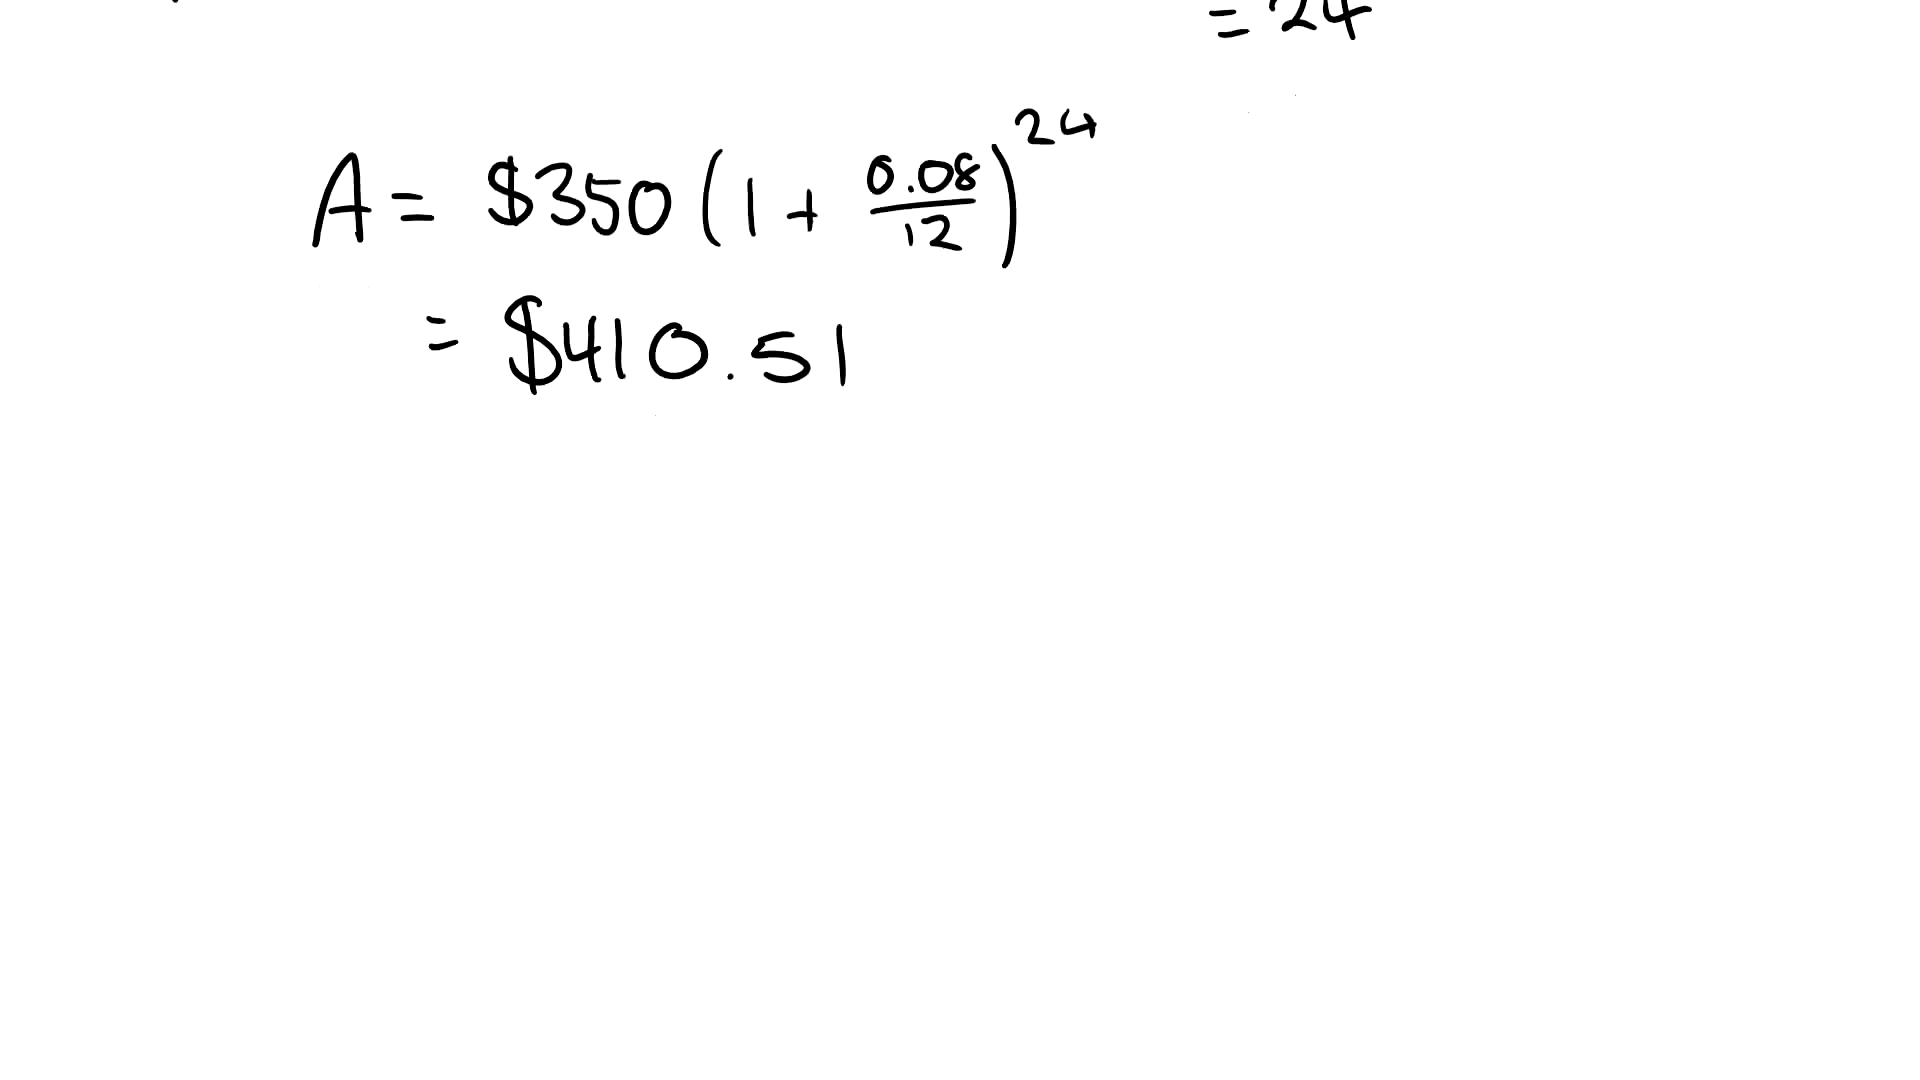 = 24
A = $350 (1 + 0.08/12)^24
= $410.51